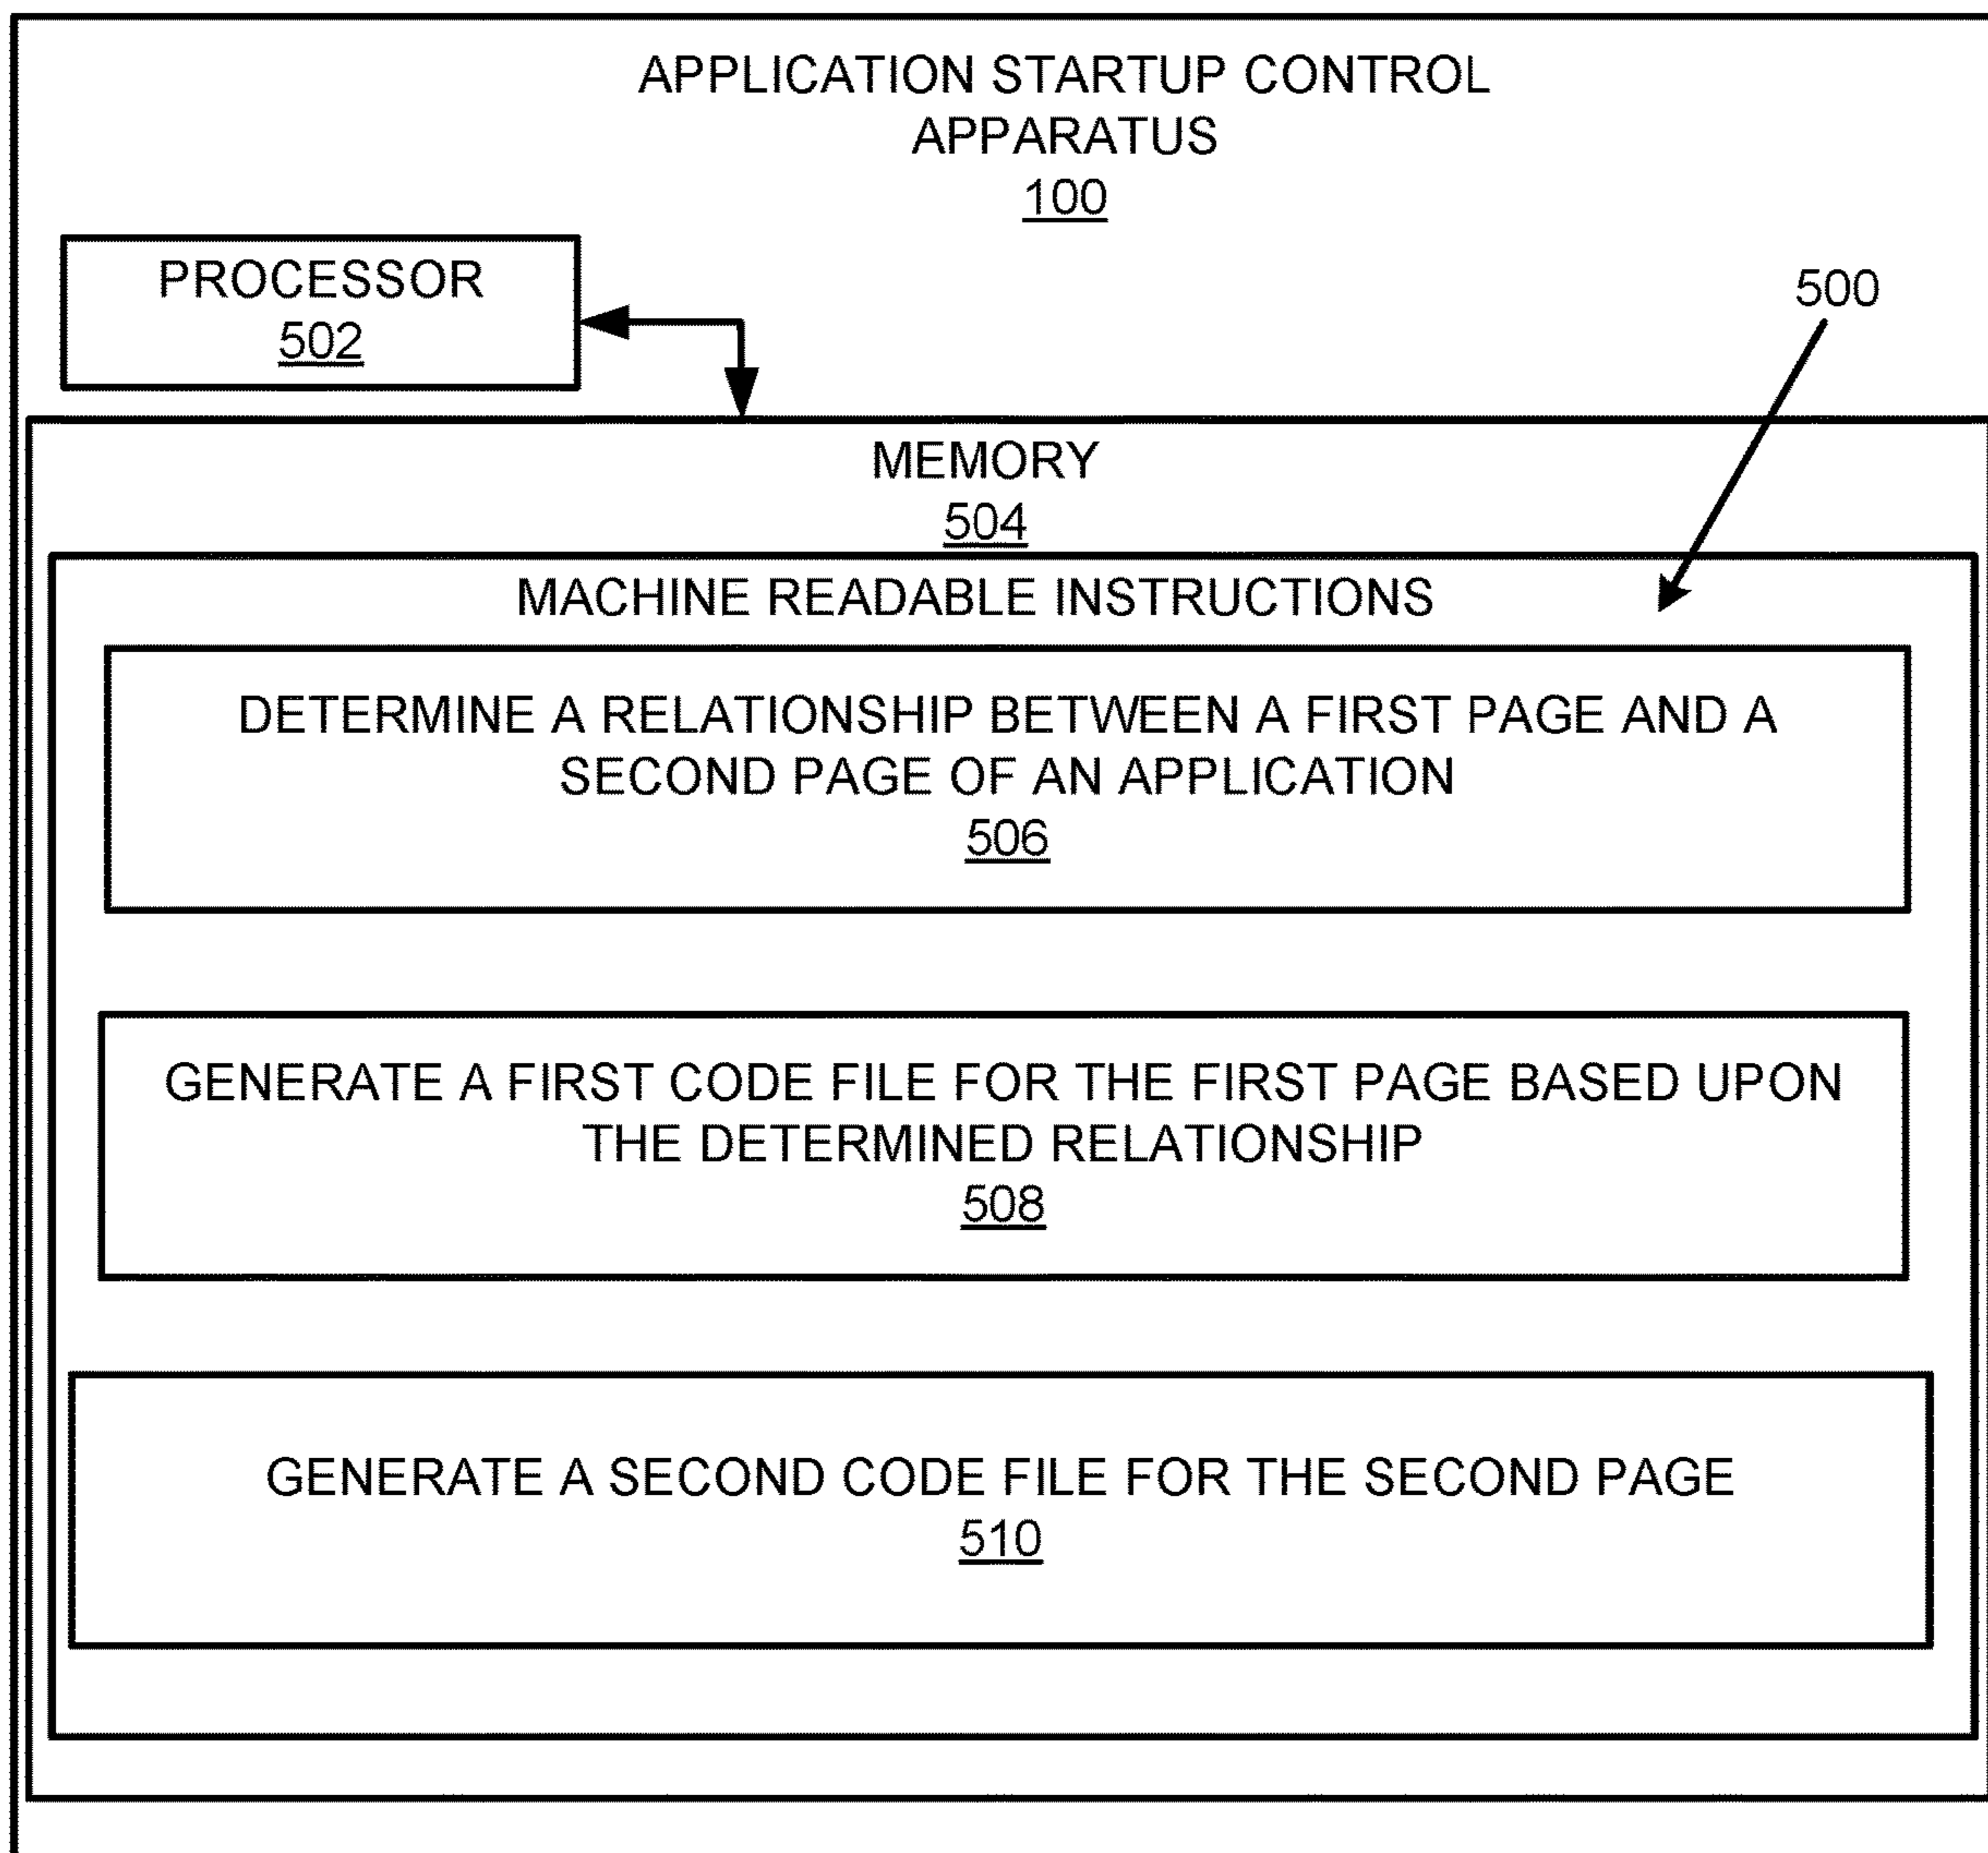 APPLICATION STARTUP CONTROL
APPARATUS
100
PROCESSOR
502
500
MEMORY
504
MACHINE READABLE INSTRUCTIONS
DETERMINE A RELATIONSHIP BETWEEN A FIRST PAGE AND A
SECOND PAGE OF AN APPLICATION
506
GENERATE A FIRST CODE FILE FOR THE FIRST PAGE BASED UPON
THE DETERMINED RELATIONSHIP
508
GENERATE A SECOND CODE FILE FOR THE SECOND PAGE
510